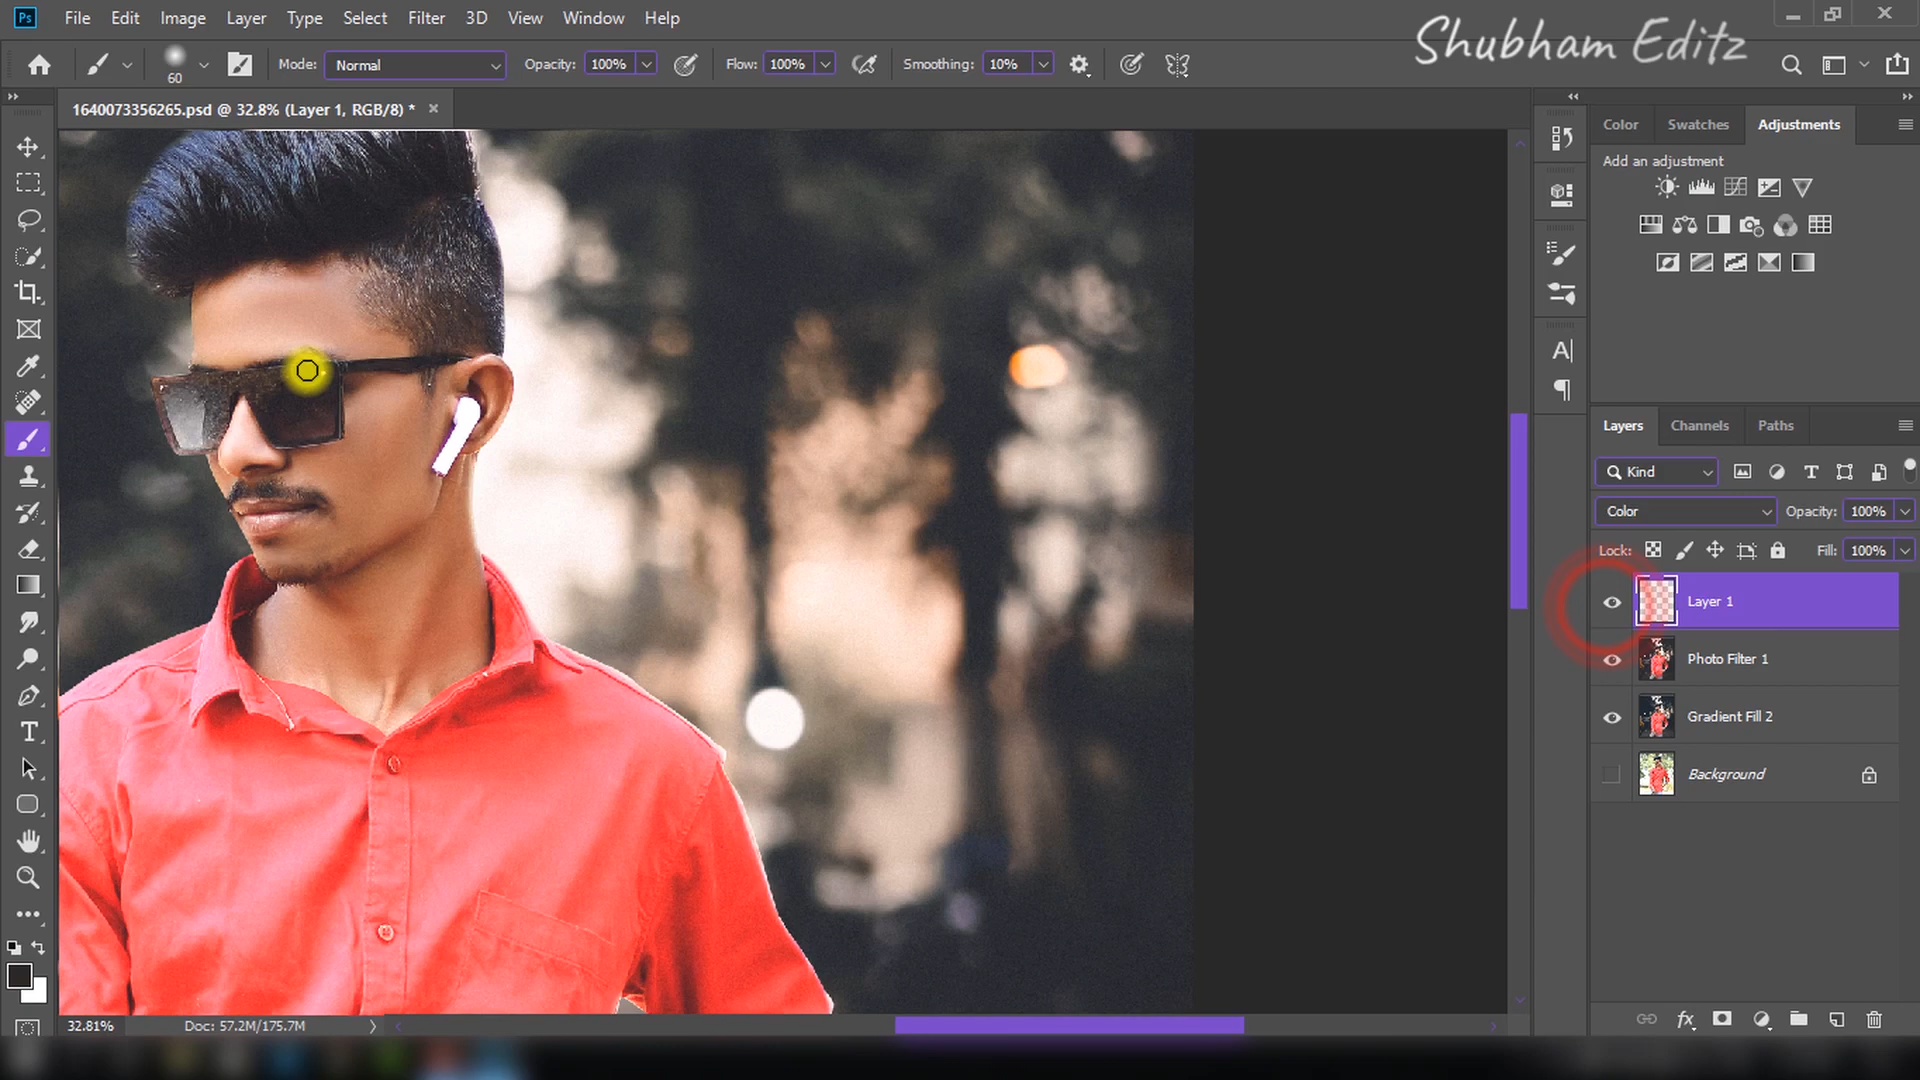 Ps File Edit Image Layer Type Select Filter 3D View Window Help
Shubham Editz
60 Mode: Normal Opacity: 100% Flow: 100% Smoothing: 10%
1640073356265.psd @ 32.8% (Layer 1, RGB/8) *
Color Swatches Adjustments
Add an adjustment
Layers Channels Paths
Kind
Color Opacity: 100%
Lock: Fill: 100%
Layer 1
Photo Filter 1
Gradient Fill 2
Background
32.81% Doc: 57.2M/175.7M